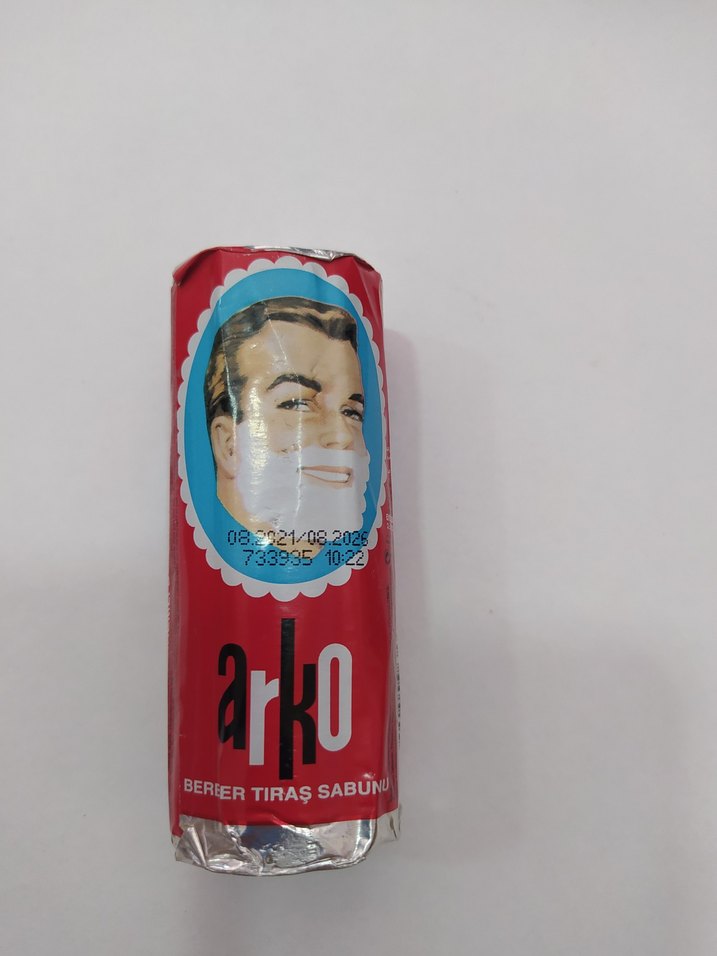 08.2021/08.2026
733935 10:22
arko
BERBER TIRAŞ SABUNU